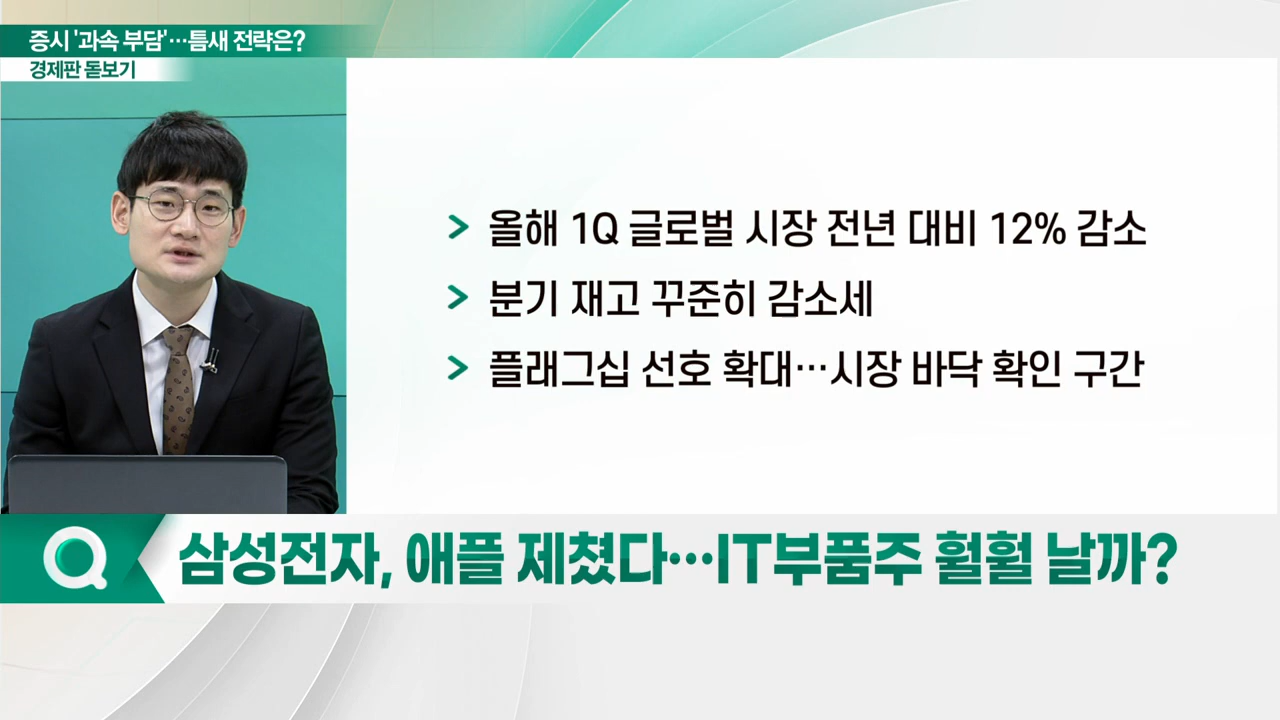 증시 '과속 부담'…틈새 전략은?
경제판 돋보기
> 올해 1Q 글로벌 시장 전년 대비 12% 감소
> 분기 재고 꾸준히 감소세
> 플래그십 선호 확대…시장 바닥 확인 구간
삼성전자, 애플 제쳤다…IT부품주 훨훨 날까?